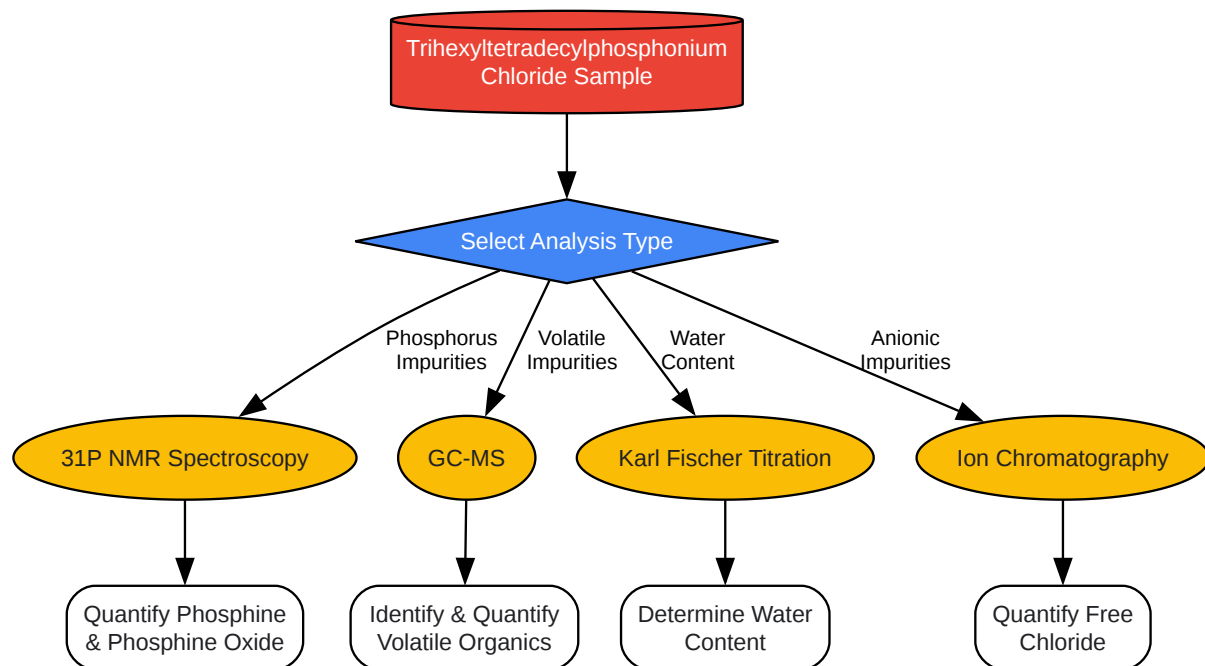 Trihexyltetradecylphosphonium
Chloride Sample
Select Analysis Type
Phosphorus
Impurities
Volatile
Impurities
Water
Content
Anionic
Impurities
31P NMR Spectroscopy
GC-MS
Karl Fischer Titration
Ion Chromatography
Quantify Phosphine
& Phosphine Oxide
Identify & Quantify
Volatile Organics
Determine Water
Content
Quantify Free
Chloride